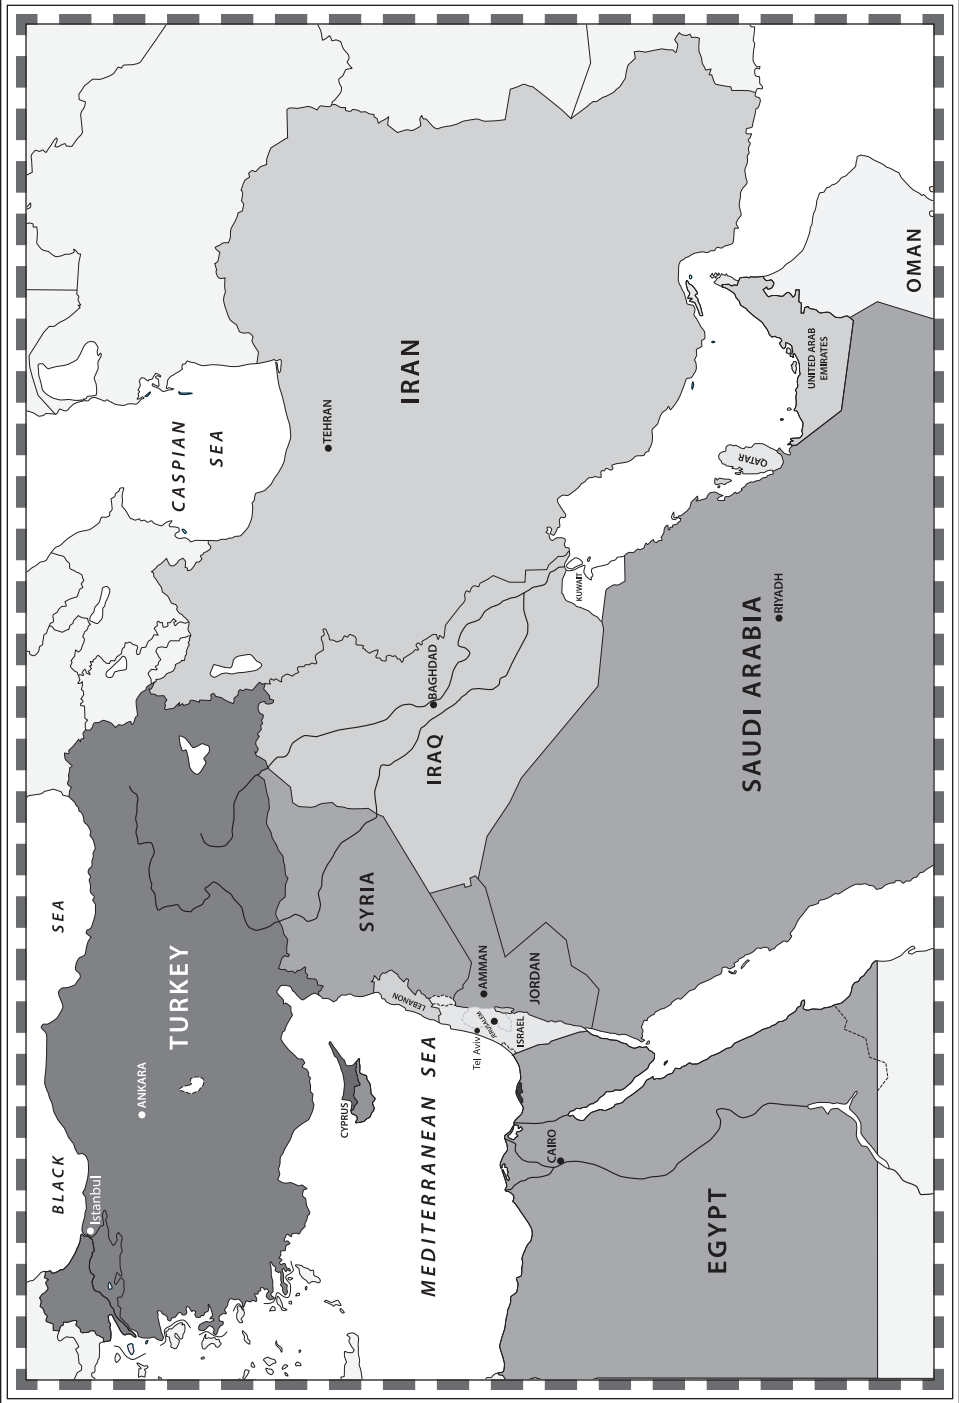 BLACK SEA
Istanbul
ANKARA
TURKEY
CASPIAN
SEA
TEHRAN
IRAN
CYPRUS
MEDITERRANEAN SEA
SYRIA
LEBANON
IRAQ
BAGHDAD
KUWAIT
Tel Aviv
JERUSALEM
ISRAEL
AMMAN
JORDAN
CAIRO
EGYPT
SAUDI ARABIA
RIYADH
QATAR
UNITED ARAB
EMIRATES
OMAN